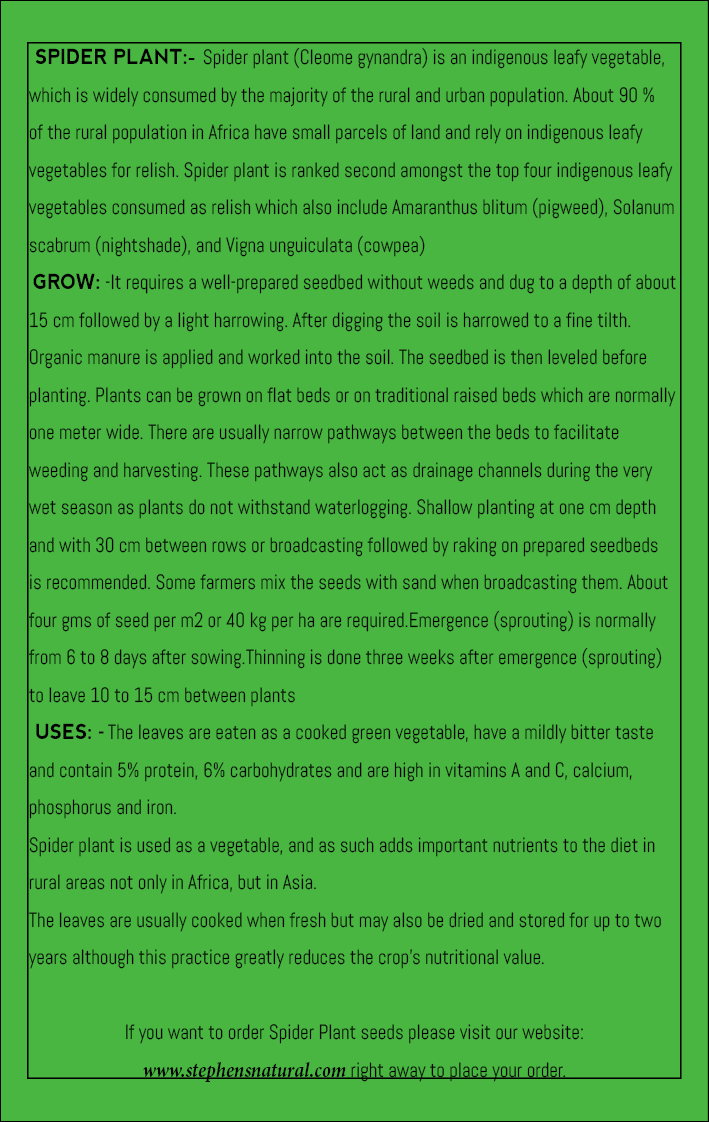 SPIDER PLANT:- Spider plant (Cleome gynandra) is an indigenous leafy vegetable,
which is widely consumed by the majority of the rural and urban population. About 90 %
of the rural population in Africa have small parcels of land and rely on indigenous leafy
vegetables for relish. Spider plant is ranked second amongst the top four indigenous leafy
vegetables consumed as relish which also include Amaranthus blitum (pigweed), Solanum
scabrum (nightshade), and Vigna unguiculata (cowpea)
GROW: -It requires a well-prepared seedbed without weeds and dug to a depth of about
15 cm followed by a light harrowing. After digging the soil is harrowed to a fine tilth.
Organic manure is applied and worked into the soil. The seedbed is then leveled before
planting. Plants can be grown on flat beds or on traditional raised beds which are normally
one meter wide. There are usually narrow pathways between the beds to facilitate
weeding and harvesting. These pathways also act as drainage channels during the very
wet season as plants do not withstand waterlogging. Shallow planting at one cm depth
and with 30 cm between rows or broadcasting followed by raking on prepared seedbeds
is recommended. Some farmers mix the seeds with sand when broadcasting them. About
four gms of seed per m2 or 40 kg per ha are required.Emergence (sprouting) is normally
from 6 to 8 days after sowing.Thinning is done three weeks after emergence (sprouting)
to leave 10 to 15 cm between plants
USES: - The leaves are eaten as a cooked green vegetable, have a mildly bitter taste
and contain 5% protein, 6% carbohydrates and are high in vitamins A and C, calcium,
phosphorus and iron.
Spider plant is used as a vegetable, and as such adds important nutrients to the diet in
rural areas not only in Africa, but in Asia.
The leaves are usually cooked when fresh but may also be dried and stored for up to two
years although this practice greatly reduces the crop's nutritional value.
If you want to order Spider Plant seeds please visit our website:
www.stephensnatural.com right away to place your order.